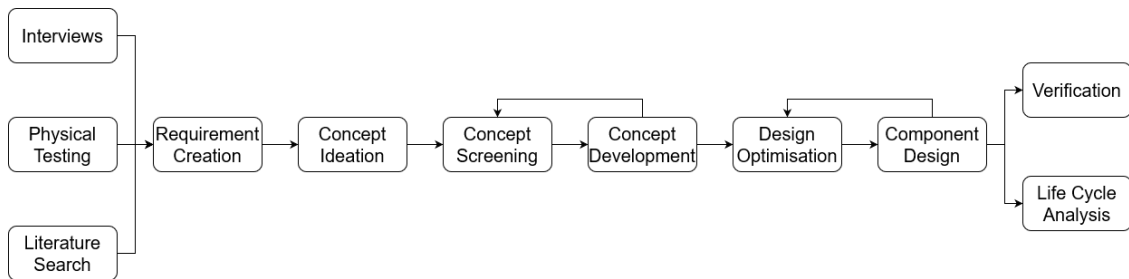 Interviews
Physical
Testing
Literature
Search
Requirement
Creation
Concept
Ideation
Concept
Screening
Concept
Development
Design
Optimisation
Component
Design
Verification
Life Cycle
Analysis